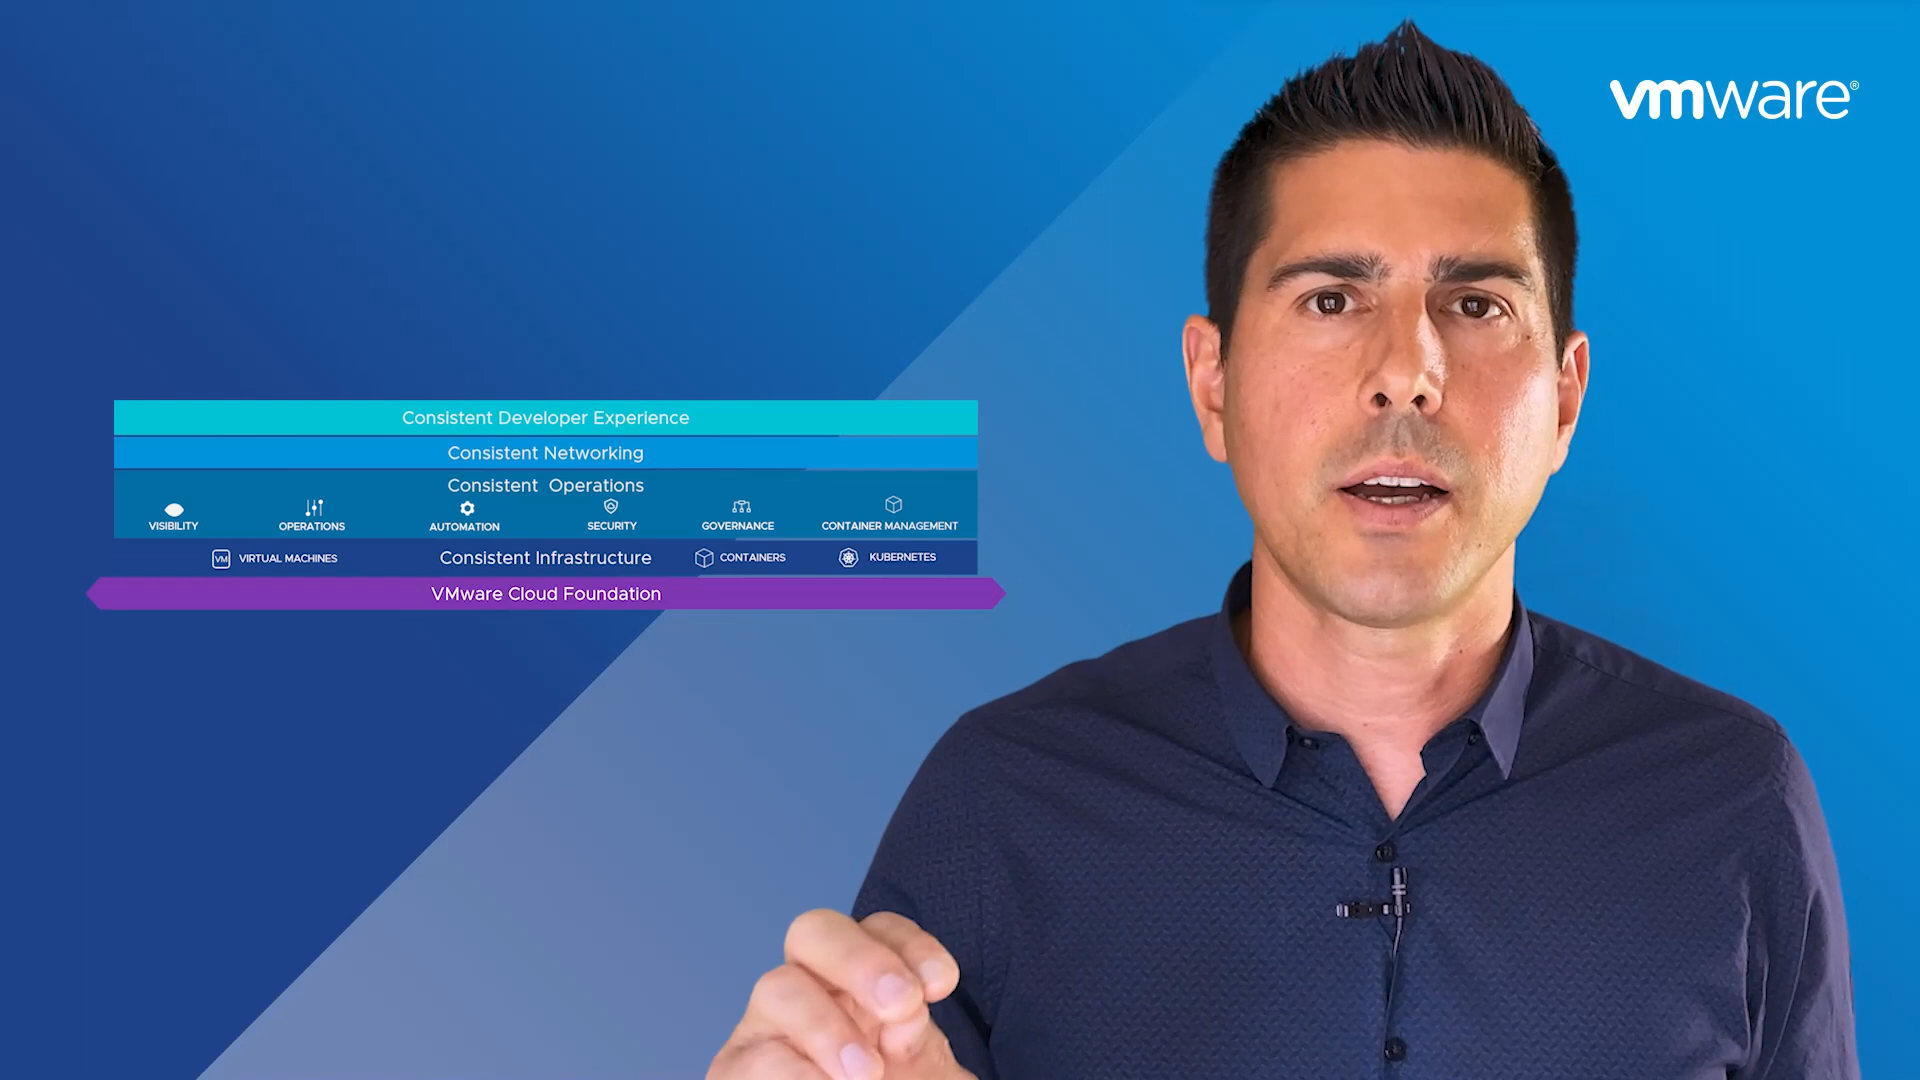 vmware®
Consistent Developer Experience
Consistent Networking
Consistent Operations
VISIBILITY OPERATIONS AUTOMATION SECURITY GOVERNANCE CONTAINER MANAGEMENT
VM VIRTUAL MACHINES Consistent Infrastructure CONTAINERS KUBERNETES
VMware Cloud Foundation